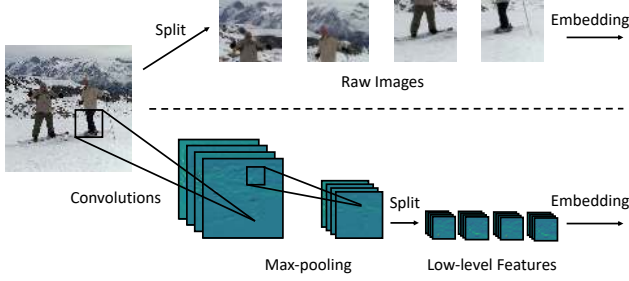 Split
Embedding
Raw Images
Convolutions
Split
Embedding
Max-pooling
Low-level Features